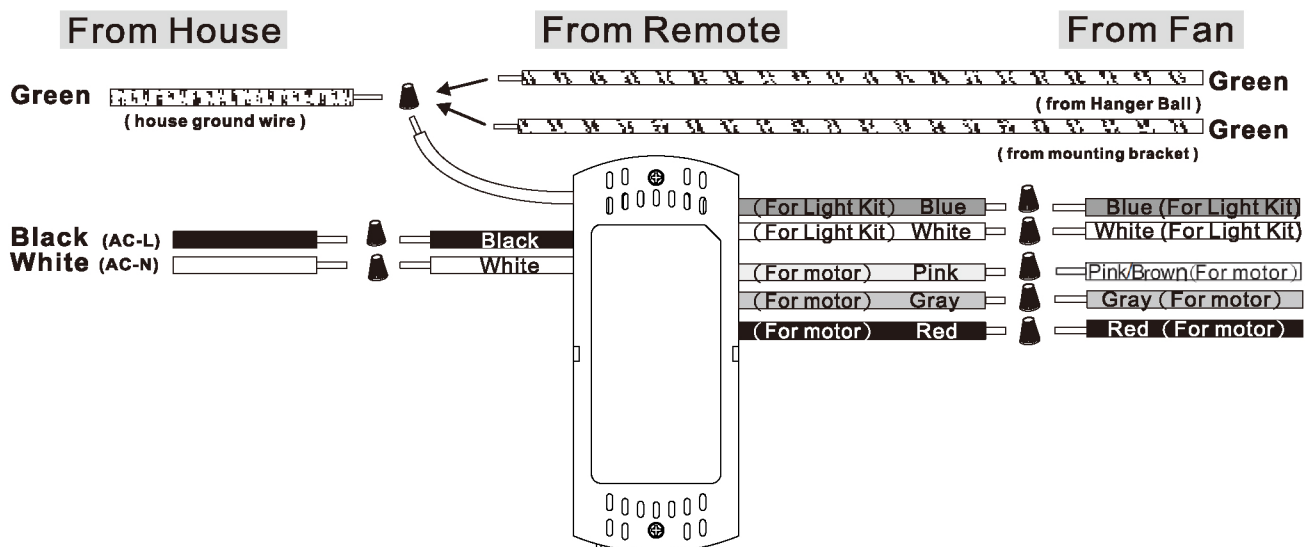 From House
From Remote
From Fan
Green
( house ground wire )
Green
( from Hanger Ball )
Green
( from mounting bracket )
Black (AC-L)
Black
White (AC-N)
White
(For Light Kit) Blue
Blue (For Light Kit)
(For Light Kit) White
White (For Light Kit)
(For motor) Pink
Pink/Brown(For motor)
(For motor) Gray
Gray (For motor)
(For motor) Red
Red (For motor)